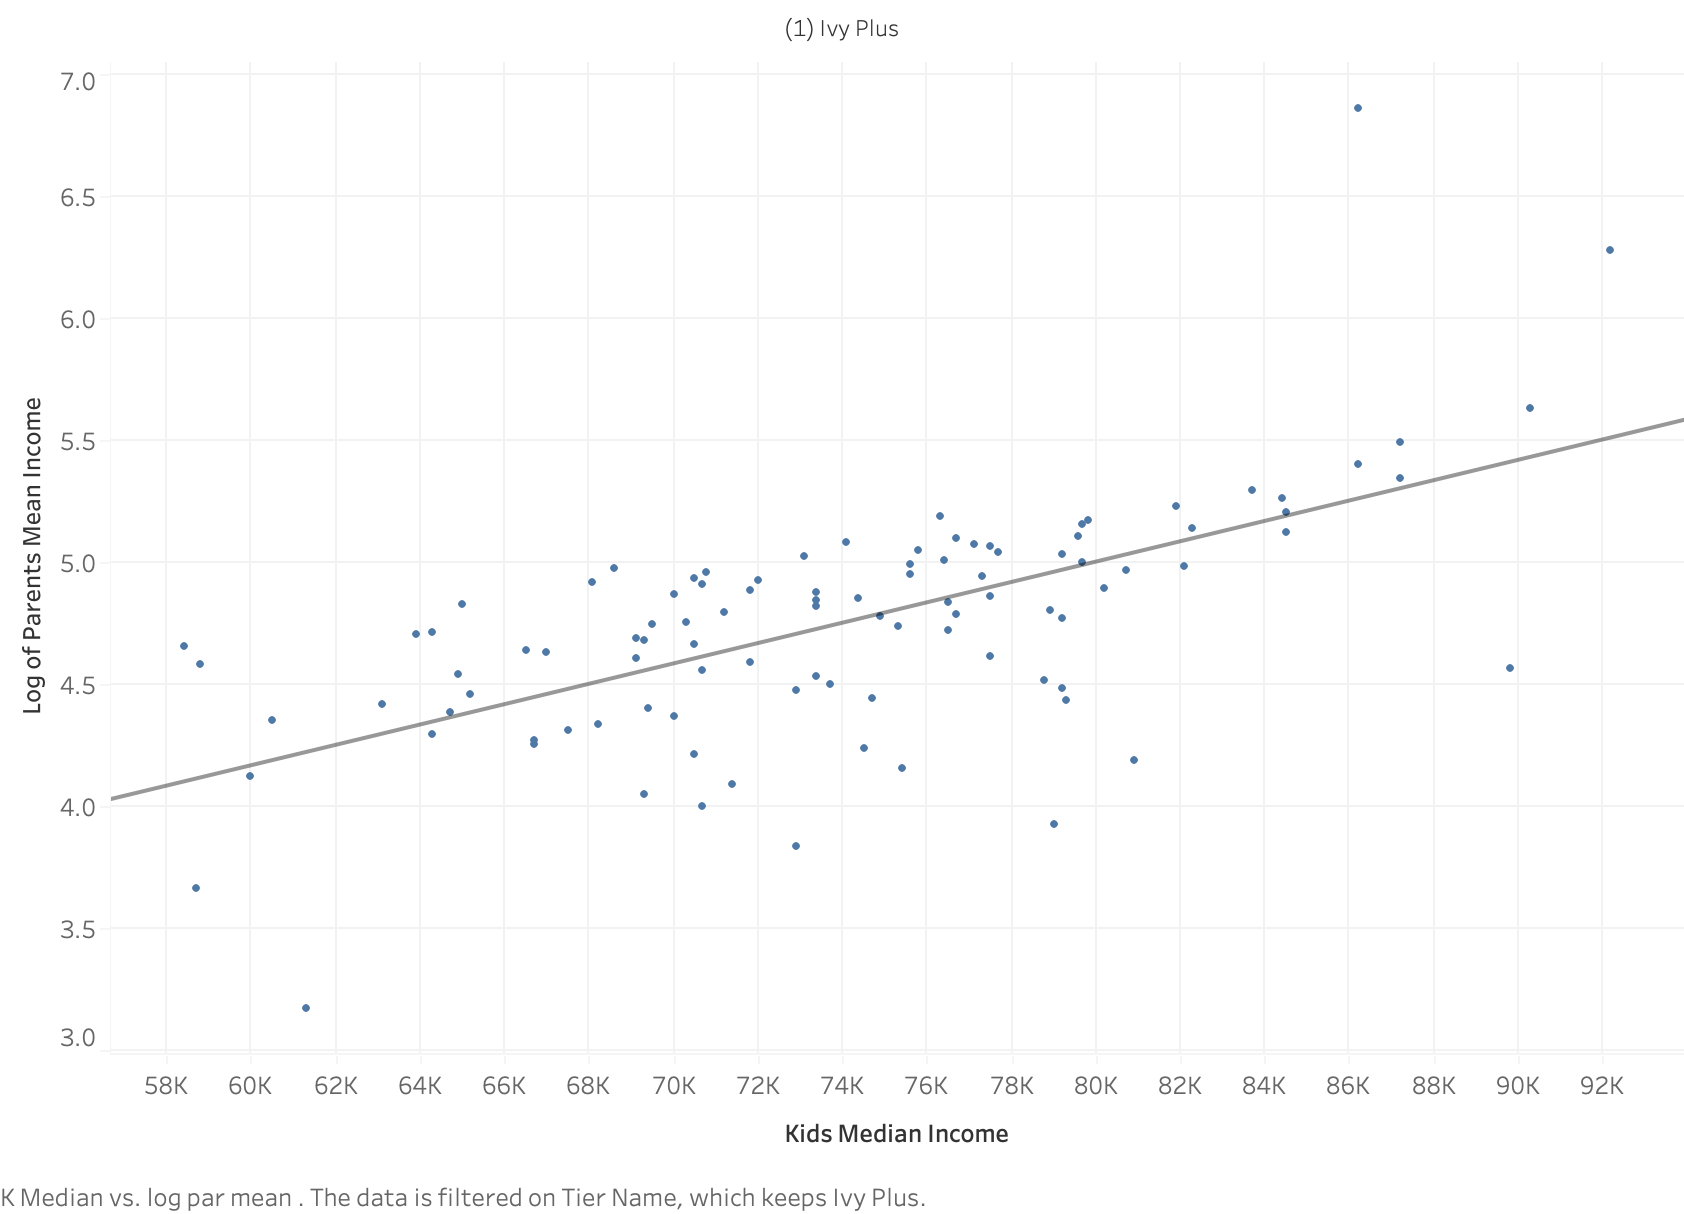 (1) Ivy Plus
7.0
6.5
6.0
5.5
5.0
4.5
4.0
3.5
3.0
Log of Parents Mean Income
58K 60K 62K 64K 66K 68K 70K 72K 74K 76K 78K 80K 82K 84K 86K 88K 90K 92K
Kids Median Income
K Median vs. log par mean . The data is filtered on Tier Name, which keeps Ivy Plus.